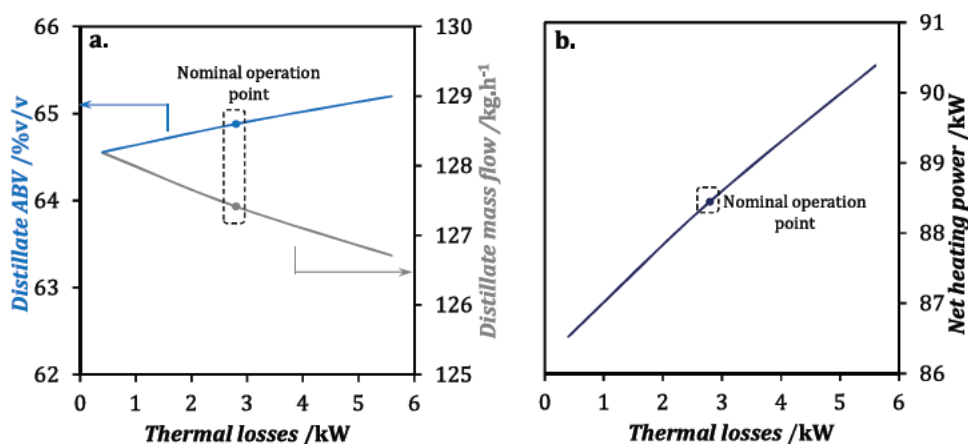 a.
66
65
64
63
62
Distillate ABV /%v/v
Nominal operation
point
130
129
128
127
126
125
Distillate mass flow /kg.h⁻¹
0 1 2 3 4 5 6
Thermal losses /kW
b.
Nominal operation
point
91
90
89
88
87
86
Net heating power /kW
0 1 2 3 4 5 6
Thermal losses /kW